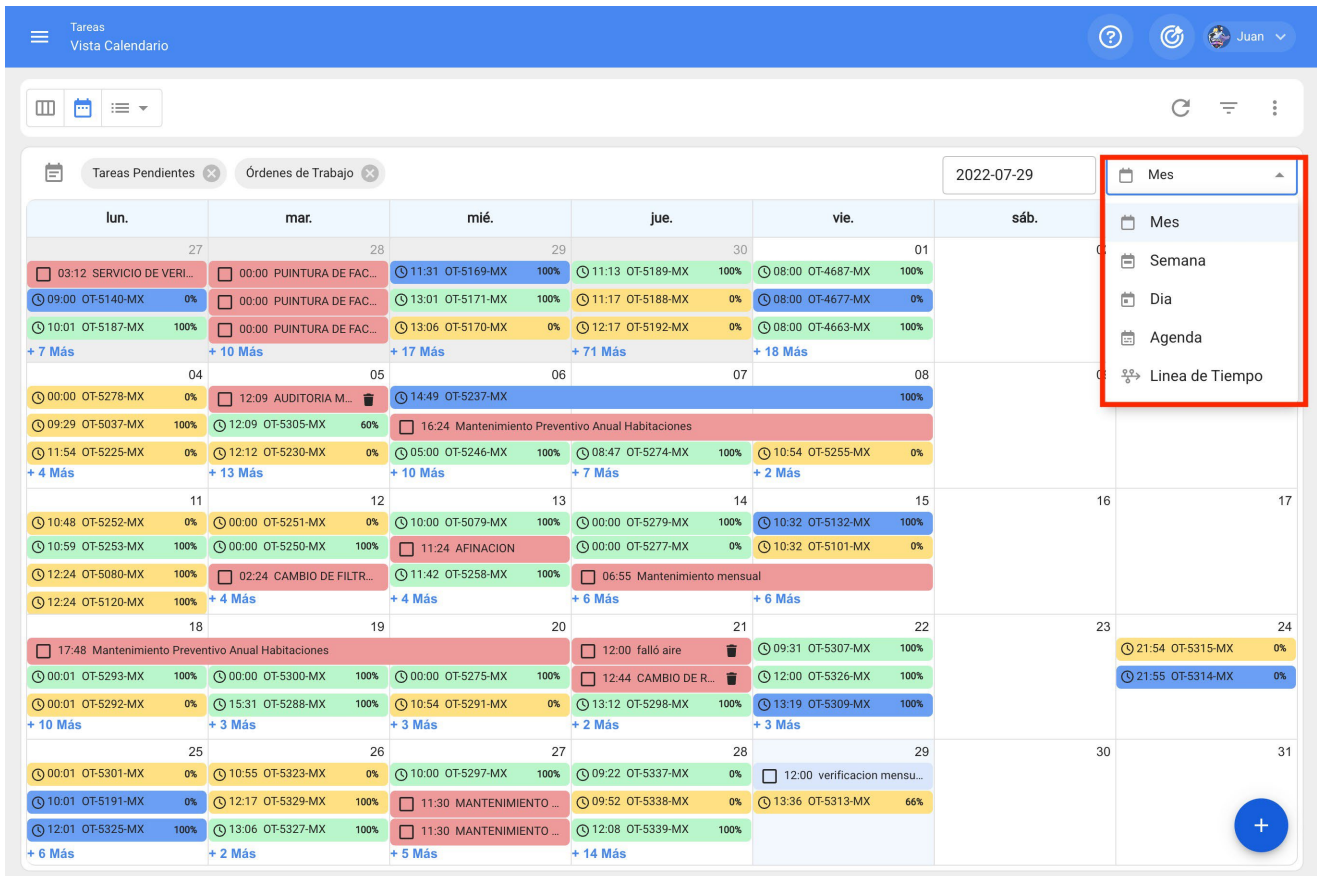 Tareas
Vista Calendario
Juan
Tareas Pendientes Órdenes de Trabajo 2022-07-29 Mes
lun. mar. mié. jue. vie. sáb.
Mes
Semana
Dia
Agenda
Linea de Tiempo
27 28 29 30 01
03:12 SERVICIO DE VERI... 00:00 PUINTURA DE FAC... 11:31 OT-5169-MX 100% 11:13 OT-5189-MX 100% 08:00 OT-4687-MX 100%
09:00 OT-5140-MX 0% 00:00 PUINTURA DE FAC... 13:01 OT-5171-MX 100% 11:17 OT-5188-MX 0% 08:00 OT-4677-MX 0%
10:01 OT-5187-MX 100% 00:00 PUINTURA DE FAC... 13:06 OT-5170-MX 0% 12:17 OT-5192-MX 0% 08:00 OT-4663-MX 100%
+ 7 Más + 10 Más + 17 Más + 71 Más + 18 Más
04 05 06 07 08
00:00 OT-5278-MX 0% 12:09 AUDITORIA M... 14:49 OT-5237-MX 100%
09:29 OT-5037-MX 100% 12:09 OT-5305-MX 60% 16:24 Mantenimiento Preventivo Anual Habitaciones
11:54 OT-5225-MX 0% 12:12 OT-5230-MX 0% 05:00 OT-5246-MX 100% 08:47 OT-5274-MX 100% 10:54 OT-5255-MX 0%
+ 4 Más + 13 Más + 10 Más + 7 Más + 2 Más
11 12 13 14 15 16 17
10:48 OT-5252-MX 0% 00:00 OT-5251-MX 0% 10:00 OT-5079-MX 100% 00:00 OT-5279-MX 100% 10:32 OT-5132-MX 100%
10:59 OT-5253-MX 100% 00:00 OT-5250-MX 100% 11:24 AFINACION 00:00 OT-5277-MX 0% 10:32 OT-5101-MX 0%
12:24 OT-5080-MX 100% 02:24 CAMBIO DE FILTR... 11:42 OT-5258-MX 100% 06:55 Mantenimiento mensual
12:24 OT-5120-MX 100% + 4 Más + 4 Más + 6 Más + 6 Más
18 19 20 21 22 23 24
17:48 Mantenimiento Preventivo Anual Habitaciones 12:00 falló aire 09:31 OT-5307-MX 100% 21:54 OT-5315-MX 0%
00:01 OT-5293-MX 100% 00:00 OT-5300-MX 100% 00:00 OT-5275-MX 100% 12:44 CAMBIO DE R... 12:00 OT-5326-MX 100% 21:55 OT-5314-MX 0%
00:01 OT-5292-MX 0% 15:31 OT-5288-MX 100% 10:54 OT-5291-MX 0% 13:12 OT-5298-MX 100% 13:19 OT-5309-MX 100%
+ 10 Más + 3 Más + 3 Más + 2 Más + 3 Más
25 26 27 28 29 30 31
00:01 OT-5301-MX 0% 10:55 OT-5323-MX 0% 10:00 OT-5297-MX 100% 09:22 OT-5337-MX 0% 12:00 verificacion mensu...
10:01 OT-5191-MX 0% 12:17 OT-5329-MX 100% 11:30 MANTENIMIENTO ... 09:52 OT-5338-MX 0% 13:36 OT-5313-MX 66%
12:01 OT-5325-MX 100% 13:06 OT-5327-MX 100% 11:30 MANTENIMIENTO ... 12:08 OT-5339-MX 100%
+ 6 Más + 2 Más + 5 Más + 14 Más